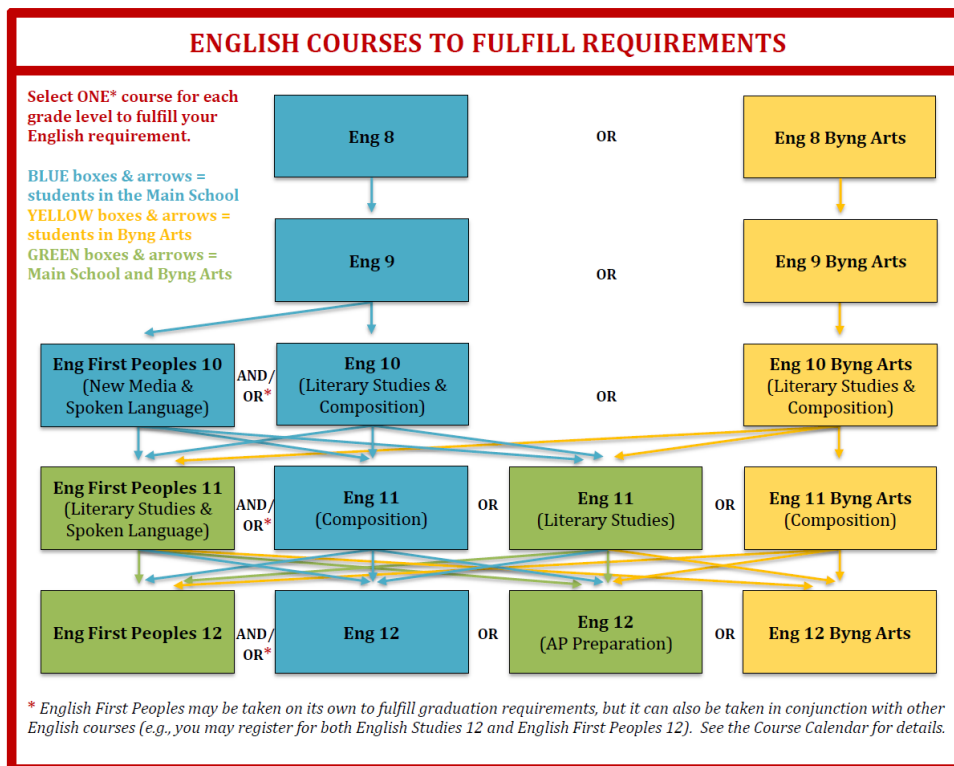 ENGLISH COURSES TO FULFILL REQUIREMENTS
Select ONE* course for each
grade level to fulfill your
English requirement.
BLUE boxes & arrows =
students in the Main School
YELLOW boxes & arrows =
students in Byng Arts
GREEN boxes & arrows =
Main School and Byng Arts
Eng 8
OR
Eng 8 Byng Arts
Eng 9
OR
Eng 9 Byng Arts
Eng First Peoples 10
(New Media &
Spoken Language)
AND/
OR*
Eng 10
(Literary Studies &
Composition)
OR
Eng 10 Byng Arts
(Literary Studies &
Composition)
Eng First Peoples 11
(Literary Studies &
Spoken Language)
AND/
OR*
Eng 11
(Composition)
OR
Eng 11
(Literary Studies)
OR
Eng 11 Byng Arts
(Composition)
Eng First Peoples 12
AND/
OR*
Eng 12
OR
Eng 12
(AP Preparation)
OR
Eng 12 Byng Arts
* English First Peoples may be taken on its own to fulfill graduation requirements, but it can also be taken in conjunction with other
English courses (e.g., you may register for both English Studies 12 and English First Peoples 12). See the Course Calendar for details.